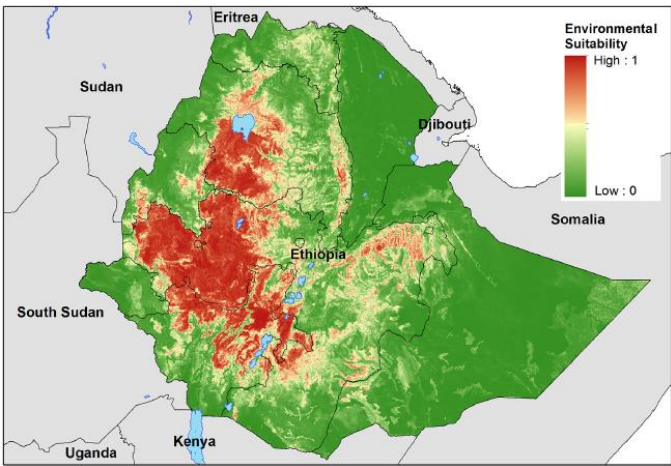 Eritrea
Environmental
Suitability
High : 1
Low : 0
Sudan
Djibouti
Somalia
Ethiopia
South Sudan
Kenya
Uganda